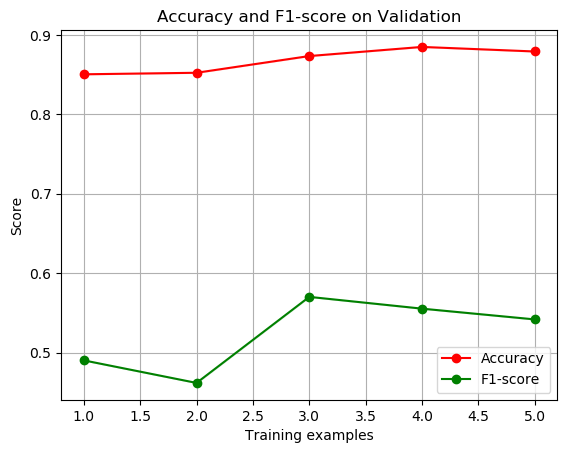 Accuracy and F1-score on Validation
0.9
0.8
0.7
0.6
0.5
Score
Accuracy
F1-score
1.0 1.5 2.0 2.5 3.0 3.5 4.0 4.5 5.0
Training examples